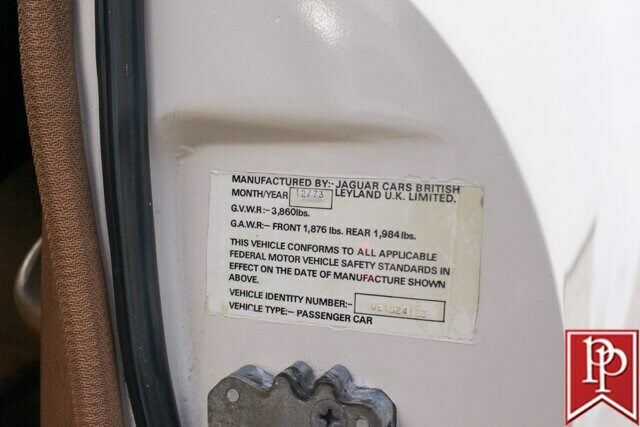 MANUFACTURED BY:- JAGUAR CARS BRITISH
MONTH/YEAR 12/73 LEYLAND U.K. LIMITED.
G.V.W.R:- 3,860lbs.
G.A.W.R:- FRONT 1,876 lbs. REAR 1,984 lbs.
THIS VEHICLE CONFORMS TO ALL APPLICABLE
FEDERAL MOTOR VEHICLE SAFETY STANDARDS IN
EFFECT ON THE DATE OF MANUFACTURE SHOWN
ABOVE.
VEHICLE IDENTITY NUMBER:-
VEHICLE TYPE:- PASSENGER CAR
PP